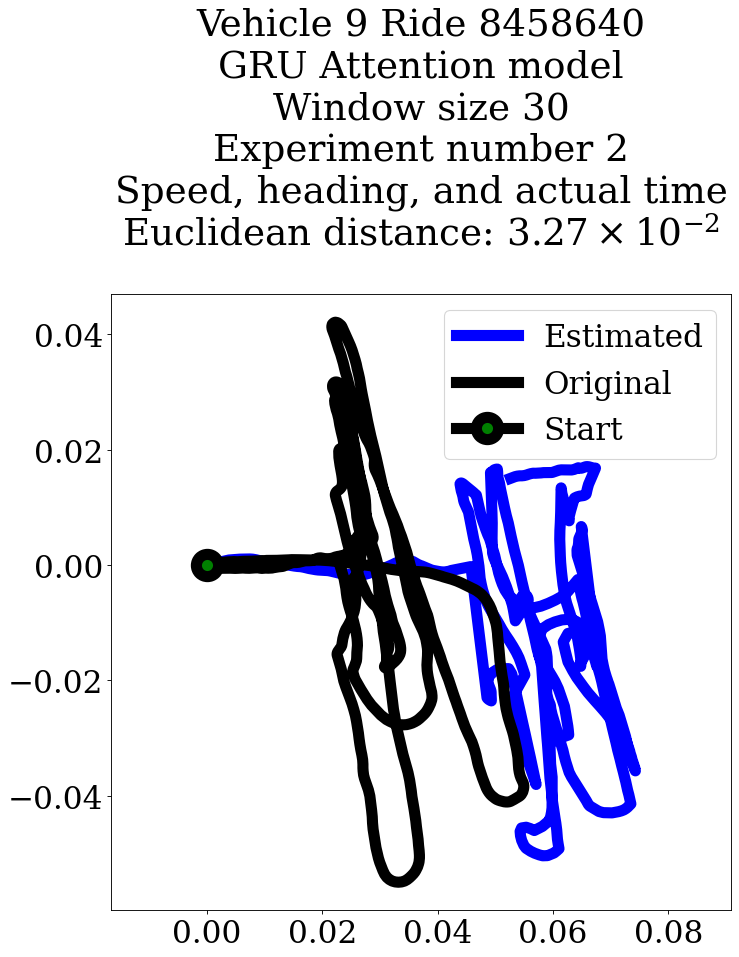 Vehicle 9 Ride 8458640
GRU Attention model
Window size 30
Experiment number 2
Speed, heading, and actual time
Euclidean distance: 3.27 × 10⁻²
Estimated
Original
Start
0.04
0.02
0.00
−0.02
−0.04
0.00 0.02 0.04 0.06 0.08